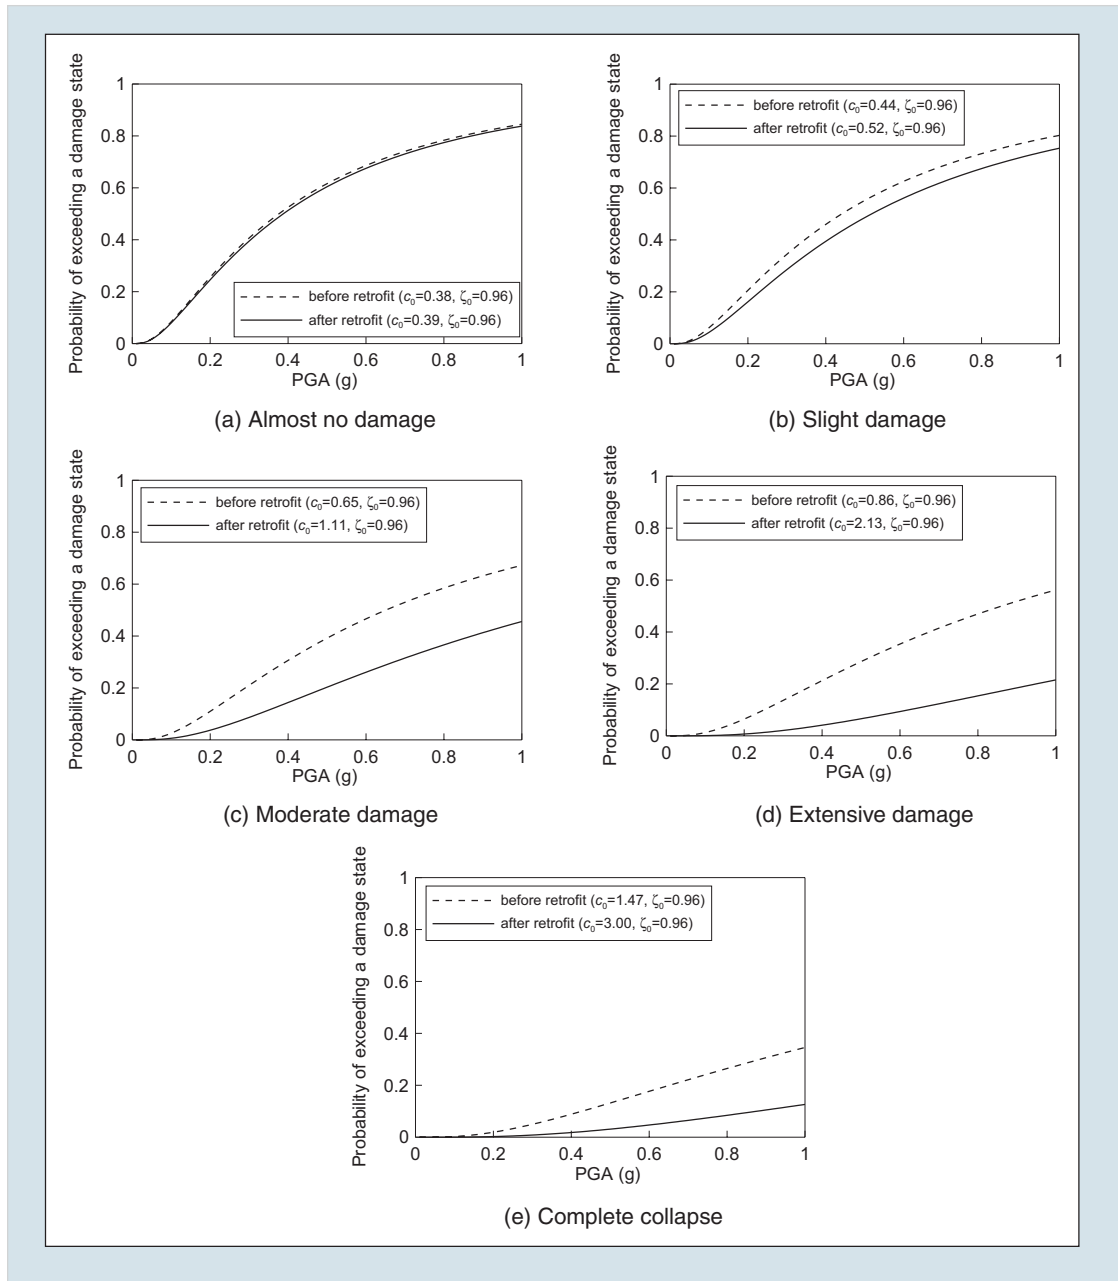 Probability of exceeding a damage state
1
0.8
0.6
0.4
0.2
0
before retrofit (c₀=0.38, ζ₀=0.96)
after retrofit (c₀=0.39, ζ₀=0.96)
0 0.2 0.4 0.6 0.8 1
PGA (g)
(a) Almost no damage
Probability of exceeding a damage state
1
0.8
0.6
0.4
0.2
0
before retrofit (c₀=0.44, ζ₀=0.96)
after retrofit (c₀=0.52, ζ₀=0.96)
0 0.2 0.4 0.6 0.8 1
PGA (g)
(b) Slight damage
Probability of exceeding a damage state
1
0.8
0.6
0.4
0.2
0
before retrofit (c₀=0.65, ζ₀=0.96)
after retrofit (c₀=1.11, ζ₀=0.96)
0 0.2 0.4 0.6 0.8 1
PGA (g)
(c) Moderate damage
Probability of exceeding a damage state
1
0.8
0.6
0.4
0.2
0
before retrofit (c₀=0.86, ζ₀=0.96)
after retrofit (c₀=2.13, ζ₀=0.96)
0 0.2 0.4 0.6 0.8 1
PGA (g)
(d) Extensive damage
Probability of exceeding a damage state
1
0.8
0.6
0.4
0.2
0
before retrofit (c₀=1.47, ζ₀=0.96)
after retrofit (c₀=3.00, ζ₀=0.96)
0 0.2 0.4 0.6 0.8 1
PGA (g)
(e) Complete collapse